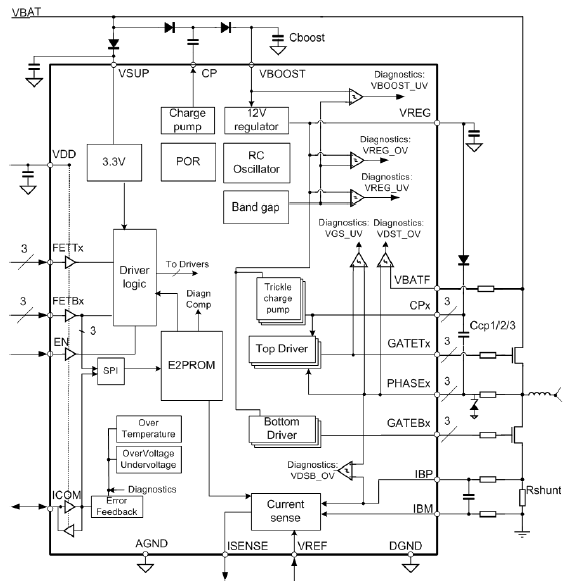 VBAT
Cboost
VSUP
CP
VBOOST
Diagnostics:
VBOOST_UV
Charge
pump
12V
regulator
VREG
VDD
3.3V
POR
RC
Oscillator
Diagnostics:
VREG_OV
Diagnostics:
VREG_UV
Band gap
Diagnostics:
VGS_UV
Diagnostics:
VDST_OV
3
FETTx
Driver
logic
To Drivers
VBATF
Trickle
charge
pump
CPx
3
Diagn
Comp
3
FETBx
3
Ccp1/2/3
EN
Top Driver
GATETx
3
SPI
E2PROM
PHASEx
3
Bottom
Driver
GATEBx
3
Over
Temperature
OverVoltage
Undervoltage
Diagnostics:
VDSB_OV
IBP
Diagnostics
Rshunt
ICOM
Error
Feedback
Current
sense
IBM
AGND
ISENSE
VREF
DGND